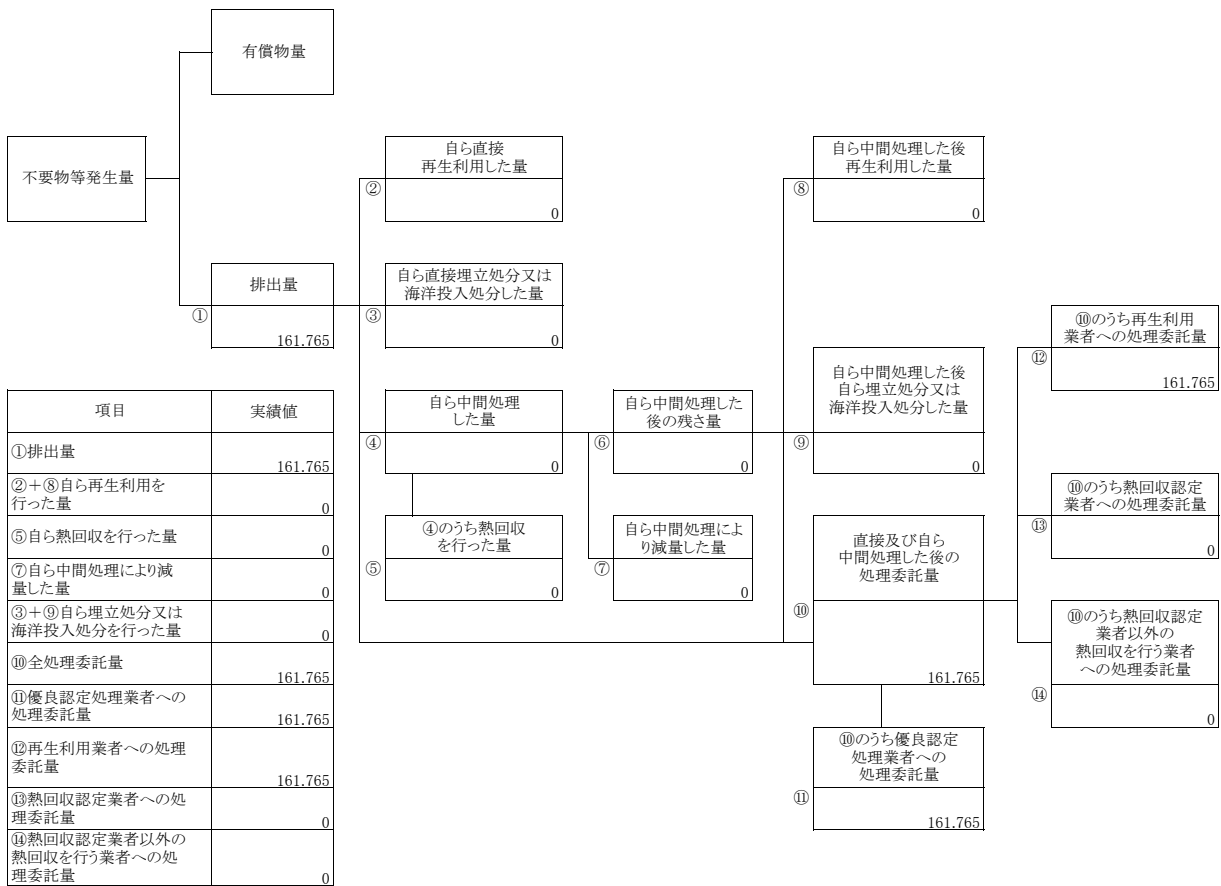 有償物量
不要物等発生量
自ら直接
再生利用した量
②
0
自ら中間処理した後
再生利用した量
⑧
0
排出量
①
161.765
自ら直接埋立処分又は
海洋投入処分した量
③
0
⑩のうち再生利用
業者への処理委託量
⑫
161.765
自ら中間処理
した量
④
0
自ら中間処理した
後の残さ量
⑥
0
自ら中間処理した後
自ら埋立処分又は
海洋投入処分した量
⑨
0
⑩のうち熱回収認定
業者への処理委託量
⑬
0
④のうち熱回収
を行った量
⑤
0
自ら中間処理によ
り減量した量
⑦
0
直接及び自ら
中間処理した後の
処理委託量
⑩
161.765
⑩のうち熱回収認定
業者以外の
熱回収を行う業者
への処理委託量
⑭
0
⑩のうち優良認定
処理業者への
処理委託量
⑪
161.765
項目 実績値
①排出量
161.765
②+⑧自ら再生利用を
行った量
0
⑤自ら熱回収を行った量
0
⑦自ら中間処理により減
量した量
0
③+⑨自ら埋立処分又は
海洋投入処分を行った量
0
⑩全処理委託量
161.765
⑪優良認定処理業者への
処理委託量
161.765
⑫再生利用業者への処理
委託量
161.765
⑬熱回収認定業者への処
理委託量
0
⑭熱回収認定業者以外の
熱回収を行う業者への処
理委託量
0